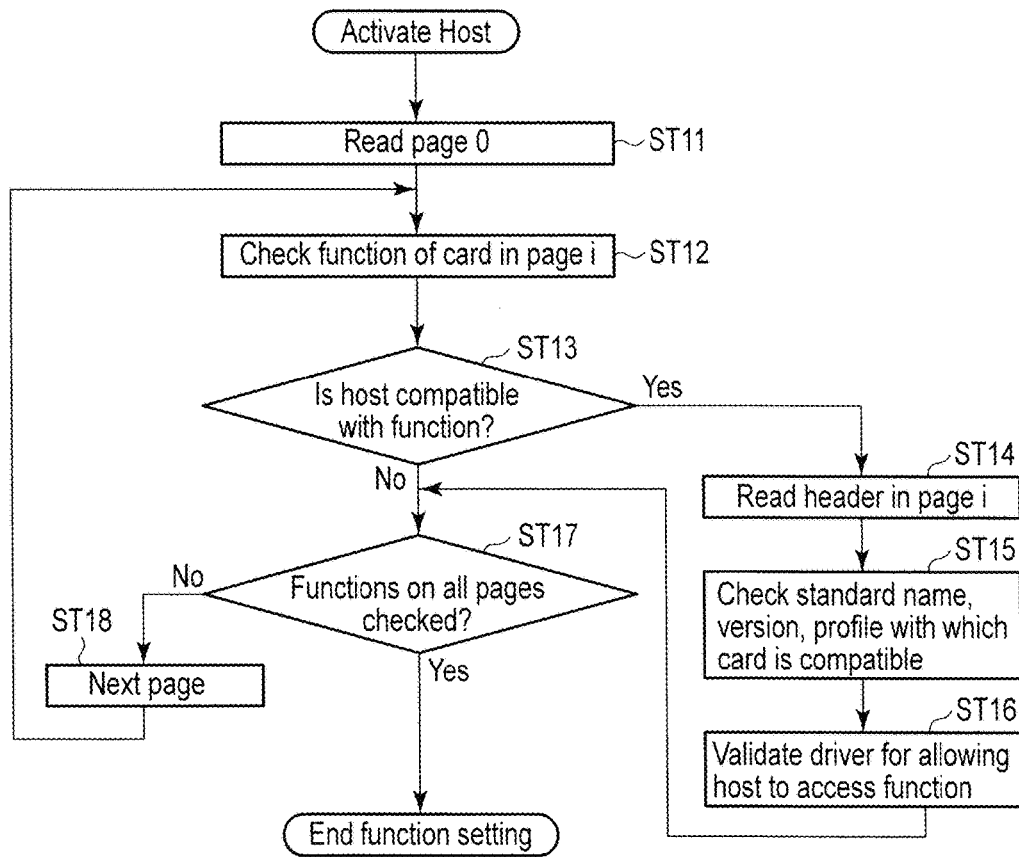 Activate Host
Read page 0
ST11
Check function of card in page i
ST12
ST13
Is host compatible
with function?
Yes
No
ST14
Read header in page i
ST15
Check standard name,
version, profile with which
card is compatible
ST16
Validate driver for allowing
host to access function
ST17
Functions on all pages
checked?
No
Yes
ST18
Next page
End function setting